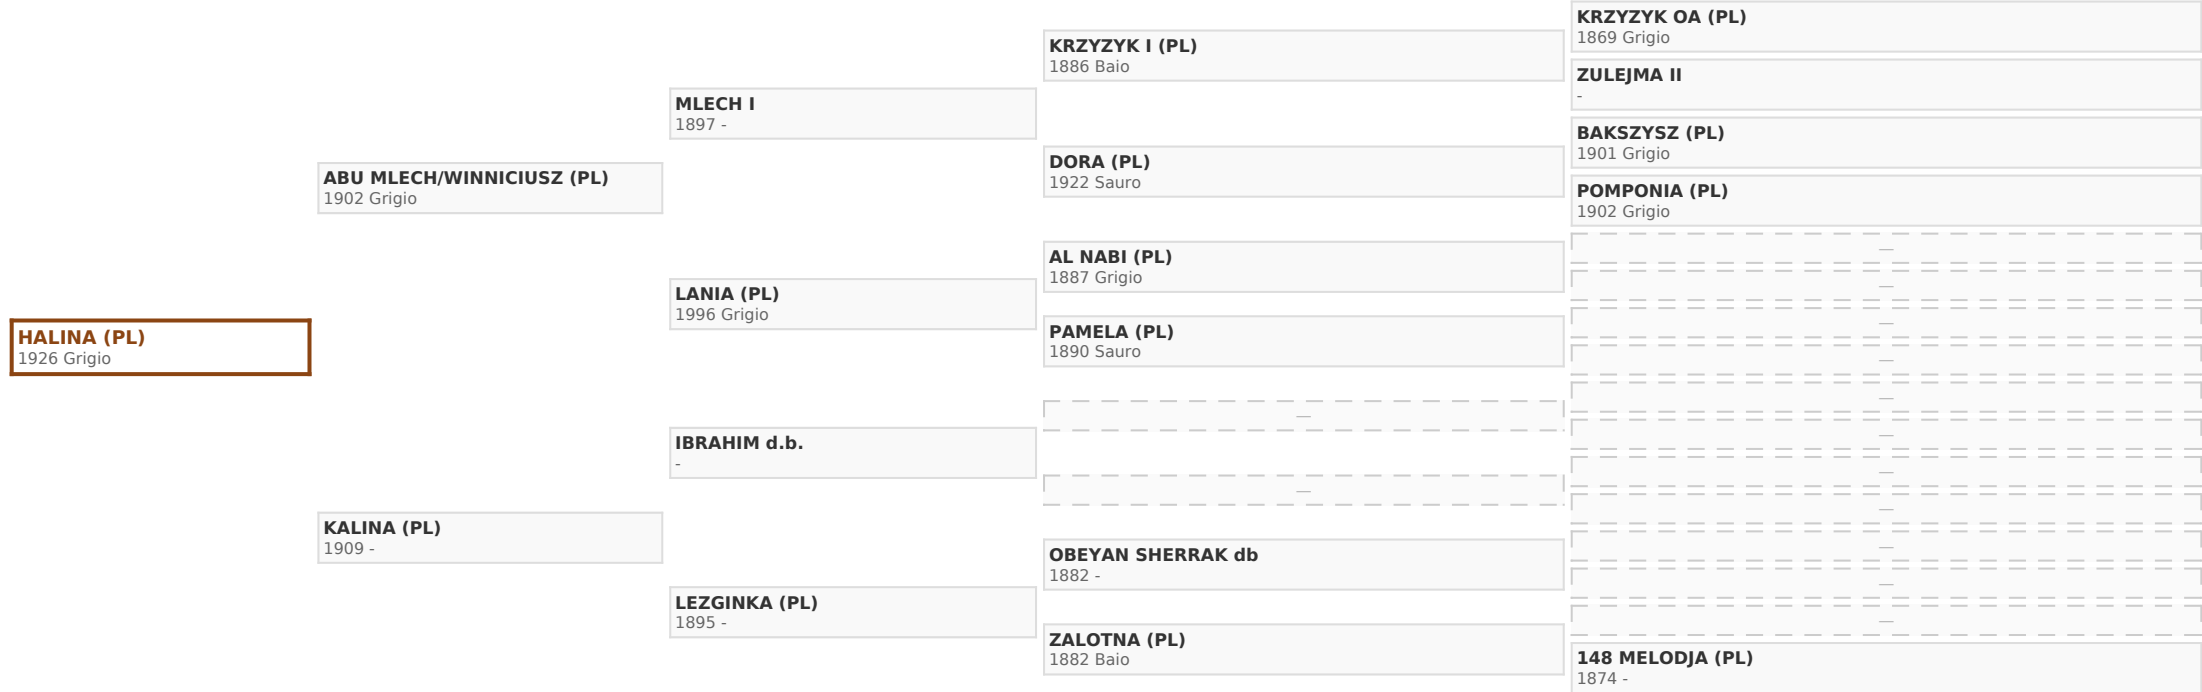 HALINA (PL)
1926 Grigio
ABU MLECH/WINNICIUSZ (PL)
1902 Grigio
KALINA (PL)
1909 -
MLECH I
1897 -
LANIA (PL)
1996 Grigio
IBRAHIM d.b.
-
LEZGINKA (PL)
1895 -
KRZYZYK I (PL)
1886 Baio
DORA (PL)
1922 Sauro
AL NABI (PL)
1887 Grigio
PAMELA (PL)
1890 Sauro
—
—
OBEYAN SHERRAK db
1882 -
ZALOTNA (PL)
1882 Baio
KRZYZYK OA (PL)
1869 Grigio
ZULEJMA II
-
BAKSZYSZ (PL)
1901 Grigio
POMPONIA (PL)
1902 Grigio
—
—
—
—
—
—
—
—
—
—
—
148 MELODJA (PL)
1874 -